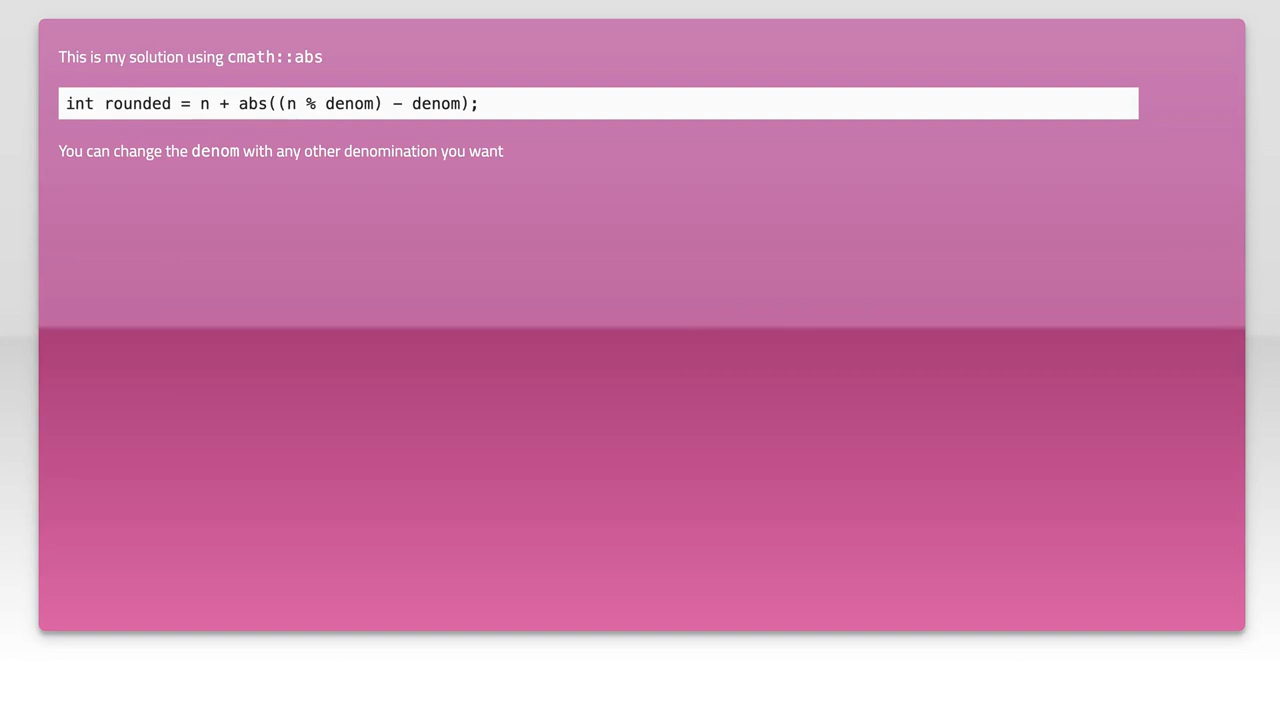 This is my solution using cmath::abs
int rounded = n + abs((n % denom) - denom);
You can change the denom with any other denomination you want